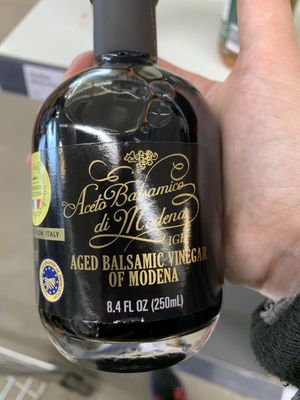 Aceto Balsamico
di Modena
IGP
AGED BALSAMIC VINEGAR
OF MODENA
8.4 FL OZ (250mL)
ITALY